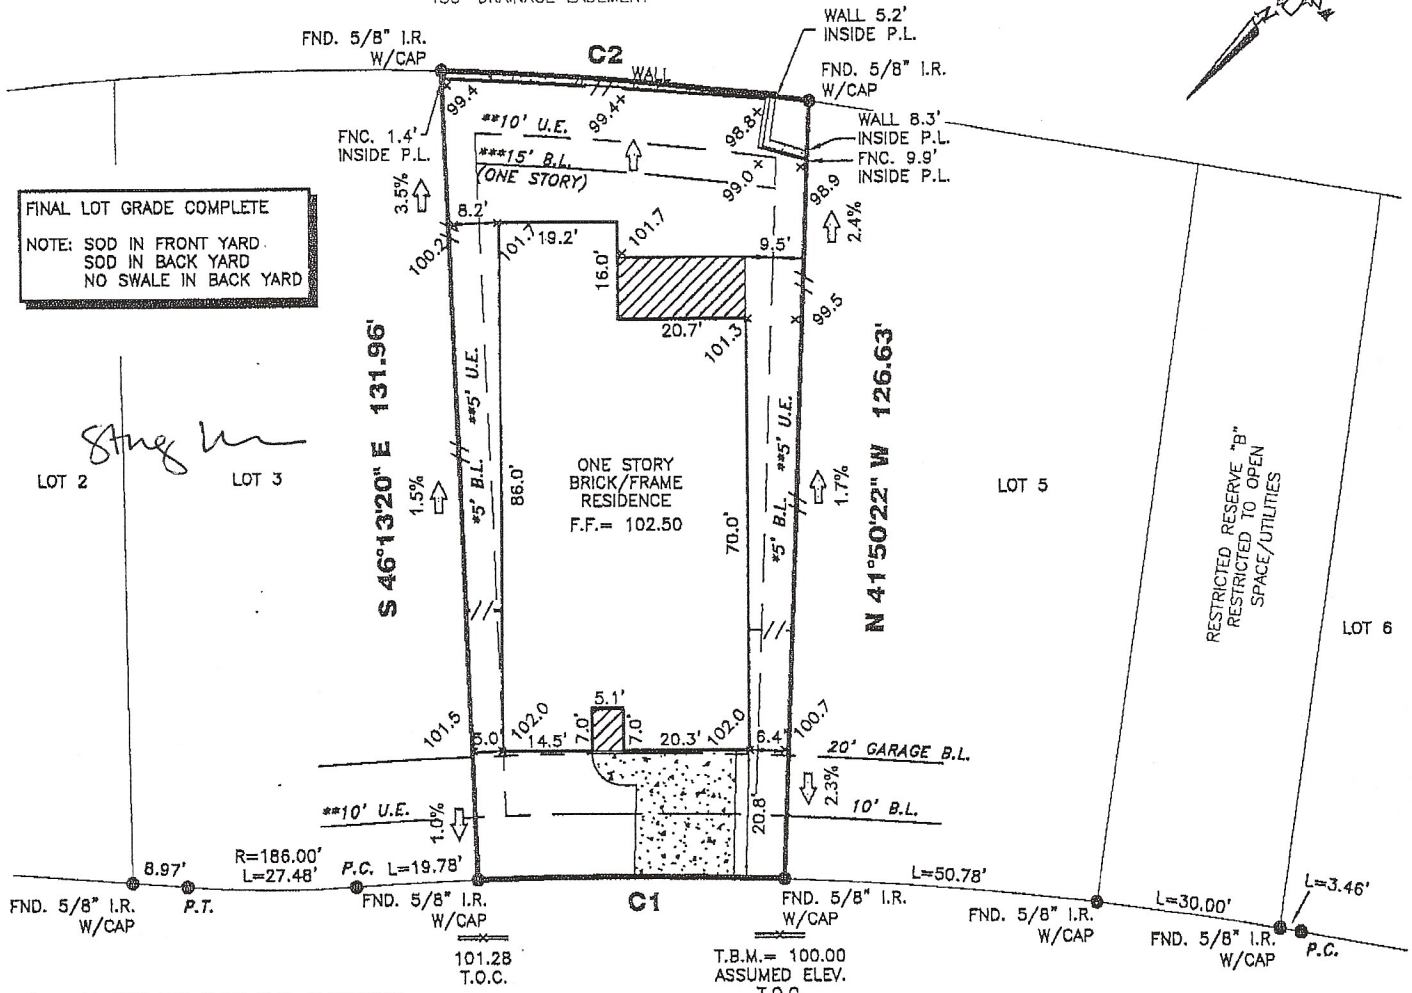 WALL 5.2'
INSIDE P.L.
FND. 5/8" I.R.
W/CAP
C2
WALL
FND. 5/8" I.R.
W/CAP
99.4
99.4+
98.8+
WALL 8.3'
INSIDE P.L.
FNC. 1.4'
INSIDE P.L.
**10' U.E.
***15' B.L.
(ONE STORY)
FNC. 9.9'
INSIDE P.L.
99.0
98.9
3.5%
2.4%
FINAL LOT GRADE COMPLETE
NOTE: SOD IN FRONT YARD.
SOD IN BACK YARD
NO SWALE IN BACK YARD
8.2'
100.2
101.7
19.2'
101.7
9.5'
16.0'
20.7'
101.3
99.5
S 46°13'20" E 131.96'
N 41°50'22" W 126.63'
*5' B.L. **5' U.E.
*5' B.L. **5' U.E.
LOT 2
LOT 3
1.5%
86.0'
ONE STORY
BRICK/FRAME
RESIDENCE
F.F.= 102.50
70.0'
1.7%
LOT 5
RESTRICTED RESERVE "B"
RESTRICTED TO OPEN
SPACE/UTILITIES
LOT 6
101.5
5.0'
102.0
14.5'
5.1'
7.0'
7.0'
20.3'
102.0
6.4'
100.7
20' GARAGE B.L.
2.3%
**10' U.E.
1.0%
20.8'
10' B.L.
8.97'
R=186.00'
L=27.48'
P.T.
P.C.
L=19.78'
C1
L=50.78'
L=30.00'
L=3.46'
P.C.
FND. 5/8" I.R.
W/CAP
FND. 5/8" I.R.
W/CAP
FND. 5/8" I.R.
W/CAP
FND. 5/8" I.R.
W/CAP
FND. 5/8" I.R.
W/CAP
101.28
T.O.C.
T.B.M.= 100.00
ASSUMED ELEV.